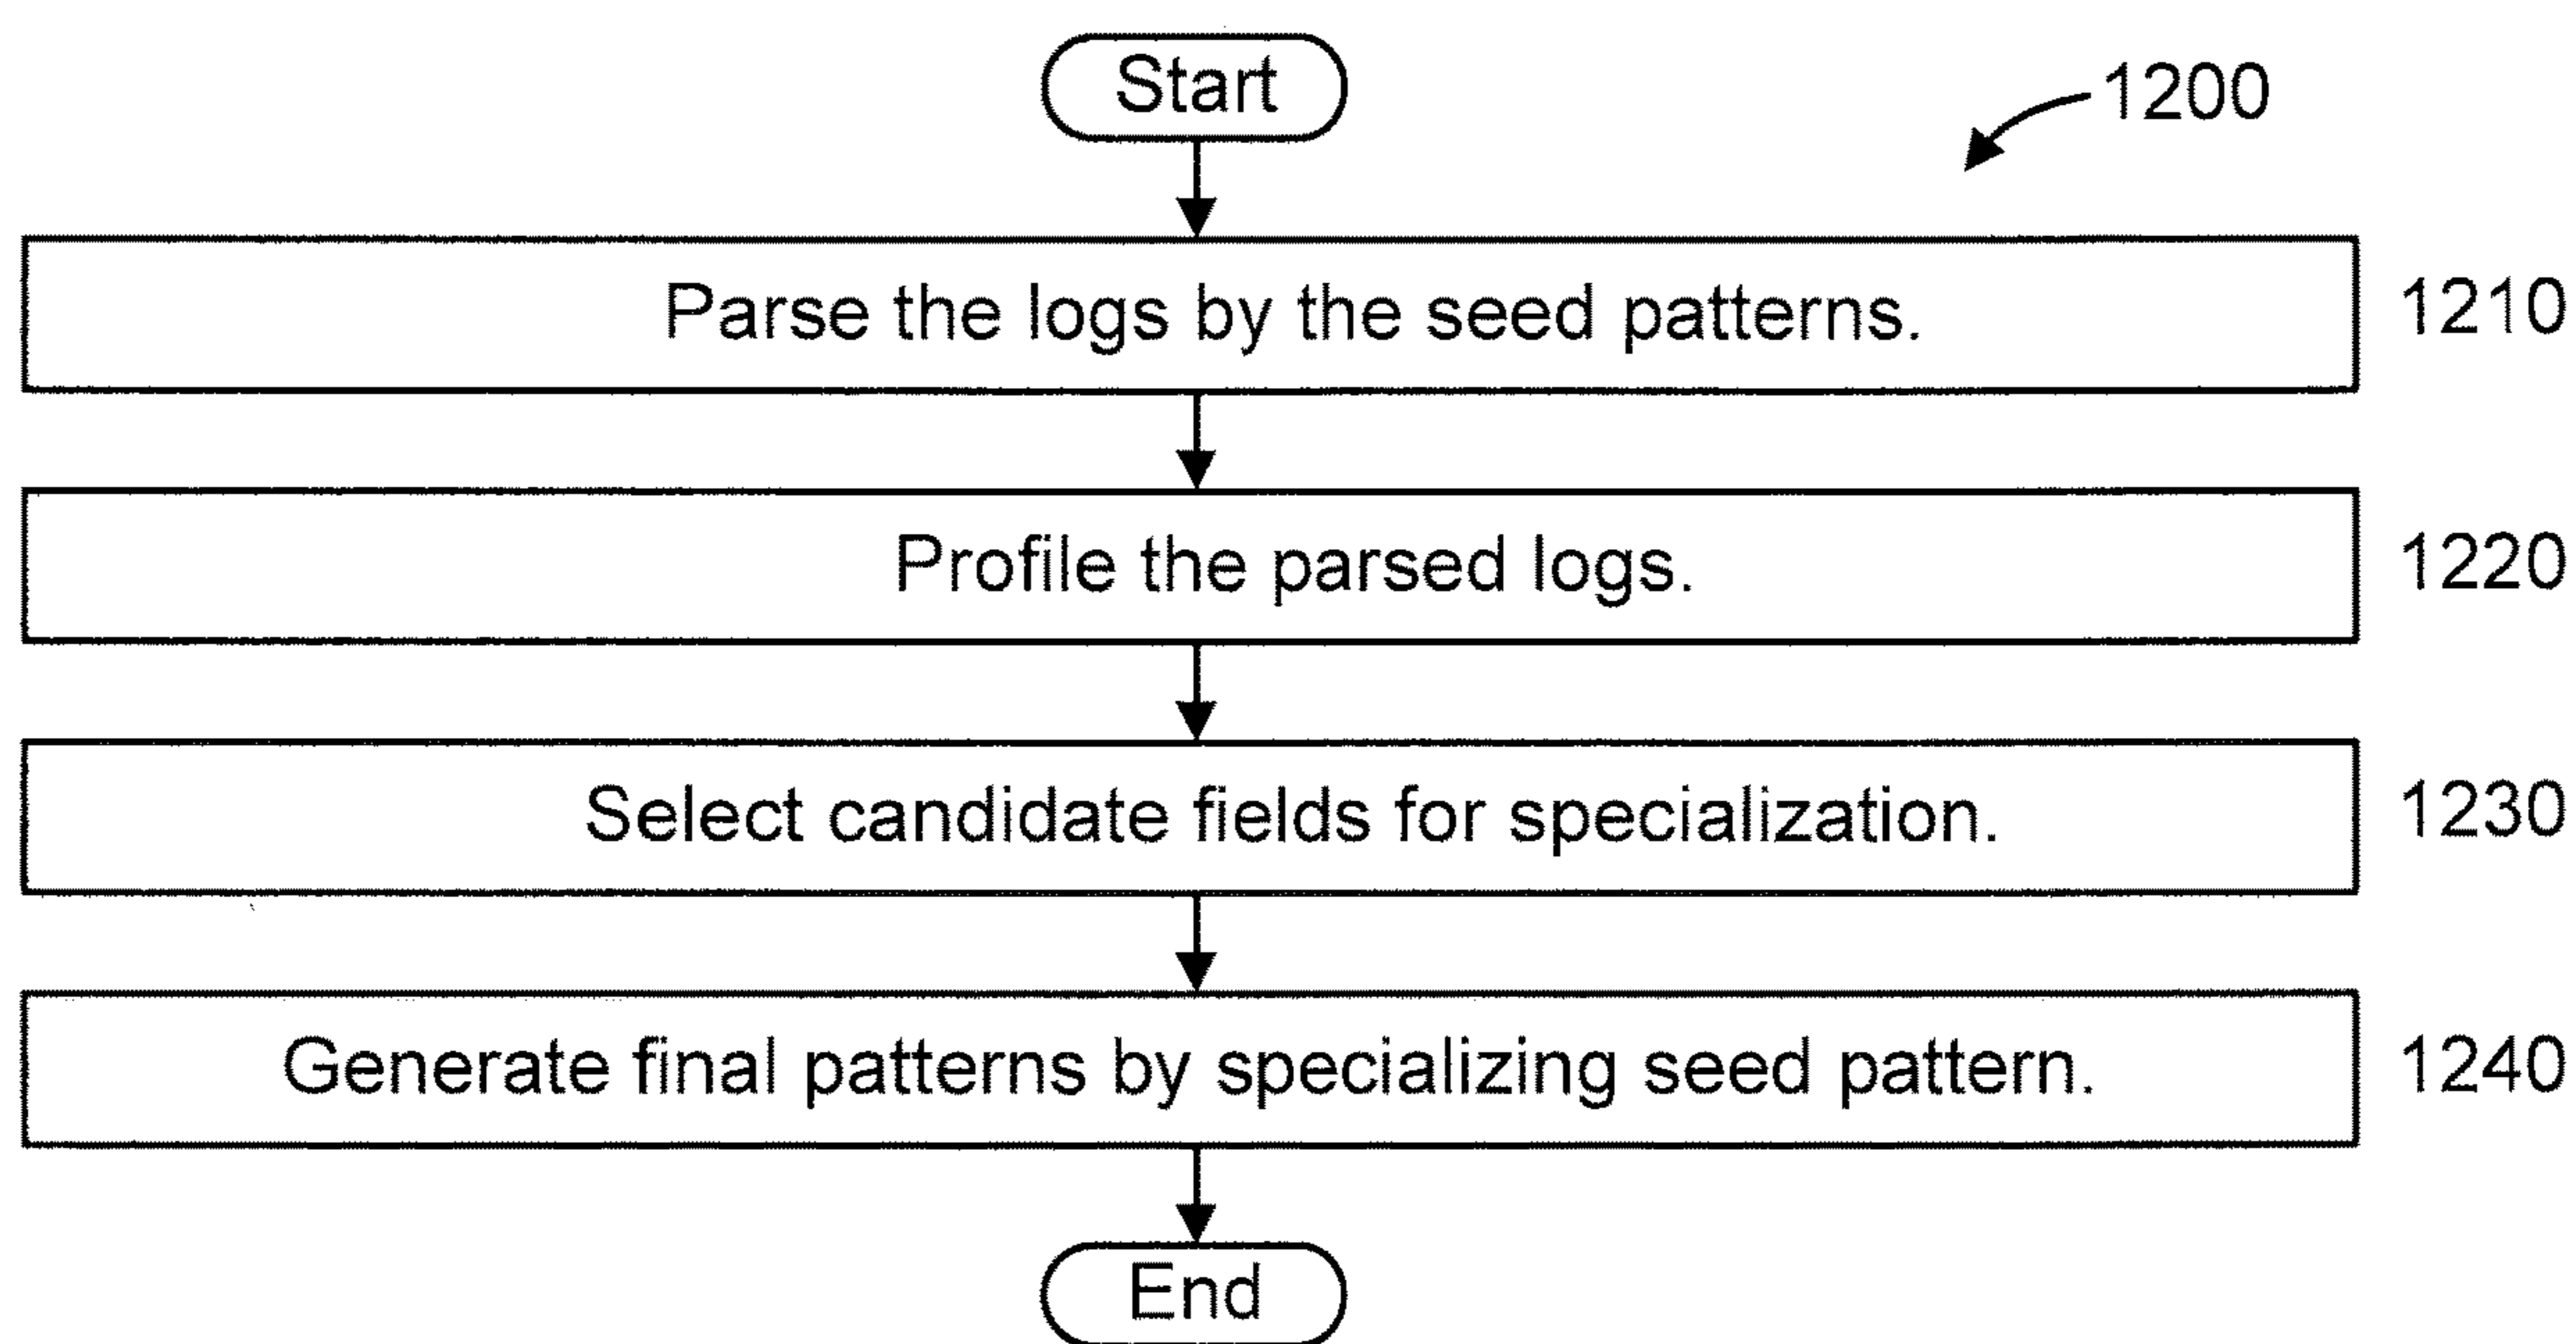 Start
1200
Parse the logs by the seed patterns.
1210
Profile the parsed logs.
1220
Select candidate fields for specialization.
1230
Generate final patterns by specializing seed pattern.
1240
End